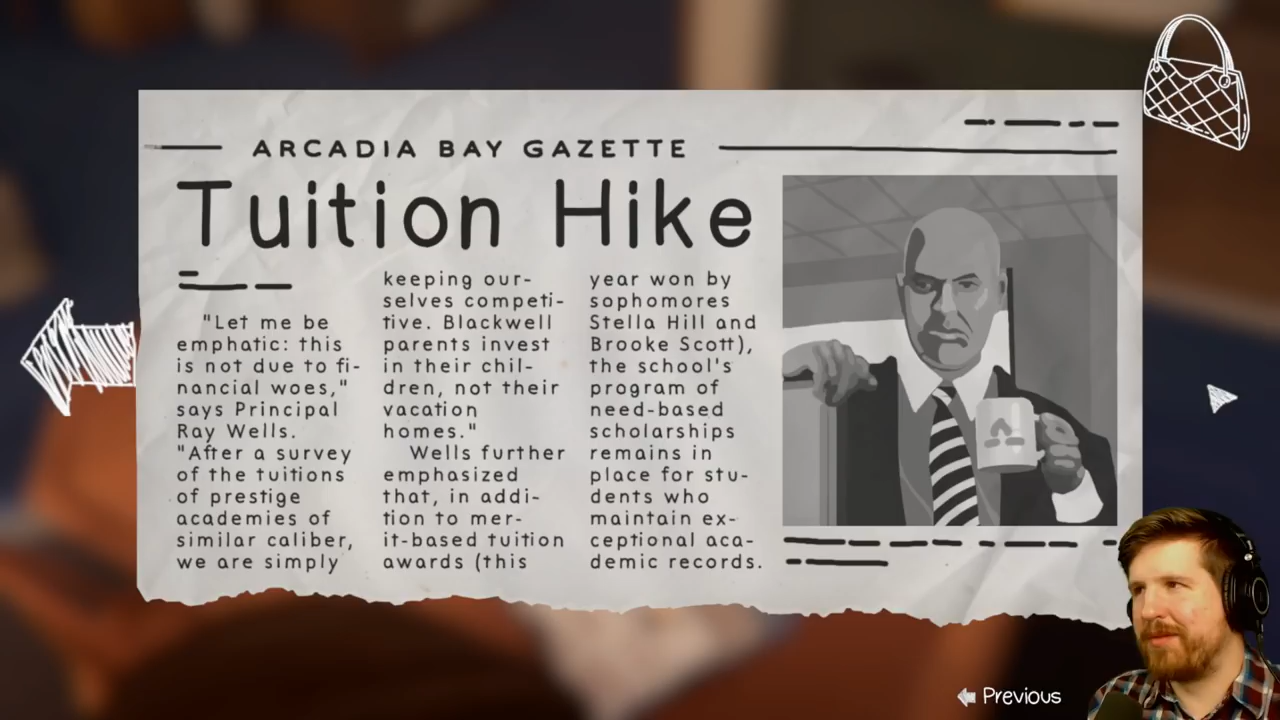 ARCADIA BAY GAZETTE
Tuition Hike
"Let me be
emphatic: this
is not due to fi-
nancial woes,"
says Principal
Ray Wells.
"After a survey
of the tuitions
of prestige
academies of
similar caliber,
we are simply
keeping our-
selves competi-
tive. Blackwell
parents invest
in their chil-
dren, not their
vacation
homes."
Wells further
emphasized
that, in addi-
tion to mer-
it-based tuition
awards (this
year won by
sophomores
Stella Hill and
Brooke Scott),
the school's
program of
need-based
scholarships
remains in
place for stu-
dents who
maintain ex-
ceptional aca-
demic records.
Previous